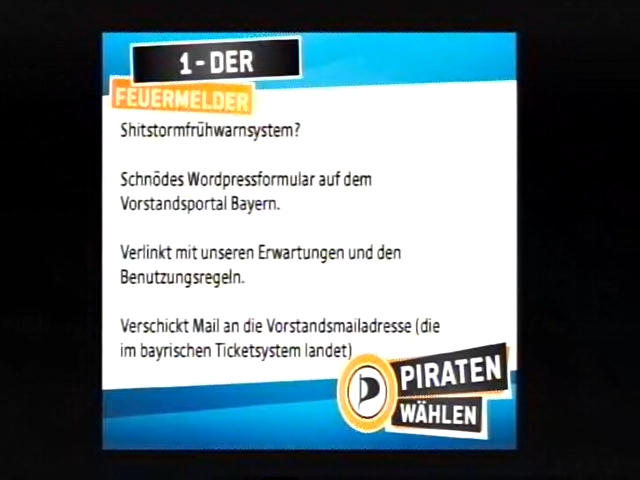 1 - DER
FEUERMELDER
Shitstormfrühwarnsystem?
Schnödes Wordpressformular auf dem
Vorstandsportal Bayern.
Verlinkt mit unseren Erwartungen und den
Benutzungsregeln.
Verschickt Mail an die Vorstandsmailadresse (die
im bayrischen Ticketsystem landet)
PIRATEN
WÄHLEN